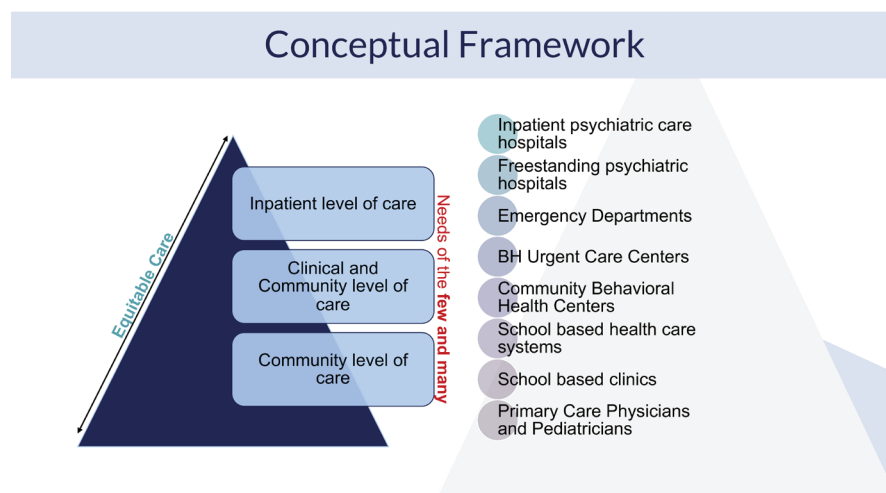 Conceptual Framework
Equitable Care
Inpatient level of care
Clinical and
Community level of
care
Community level of
care
Needs of the few and many
Inpatient psychiatric care
hospitals
Freestanding psychiatric
hospitals
Emergency Departments
BH Urgent Care Centers
Community Behavioral
Health Centers
School based health care
systems
School based clinics
Primary Care Physicians
and Pediatricians